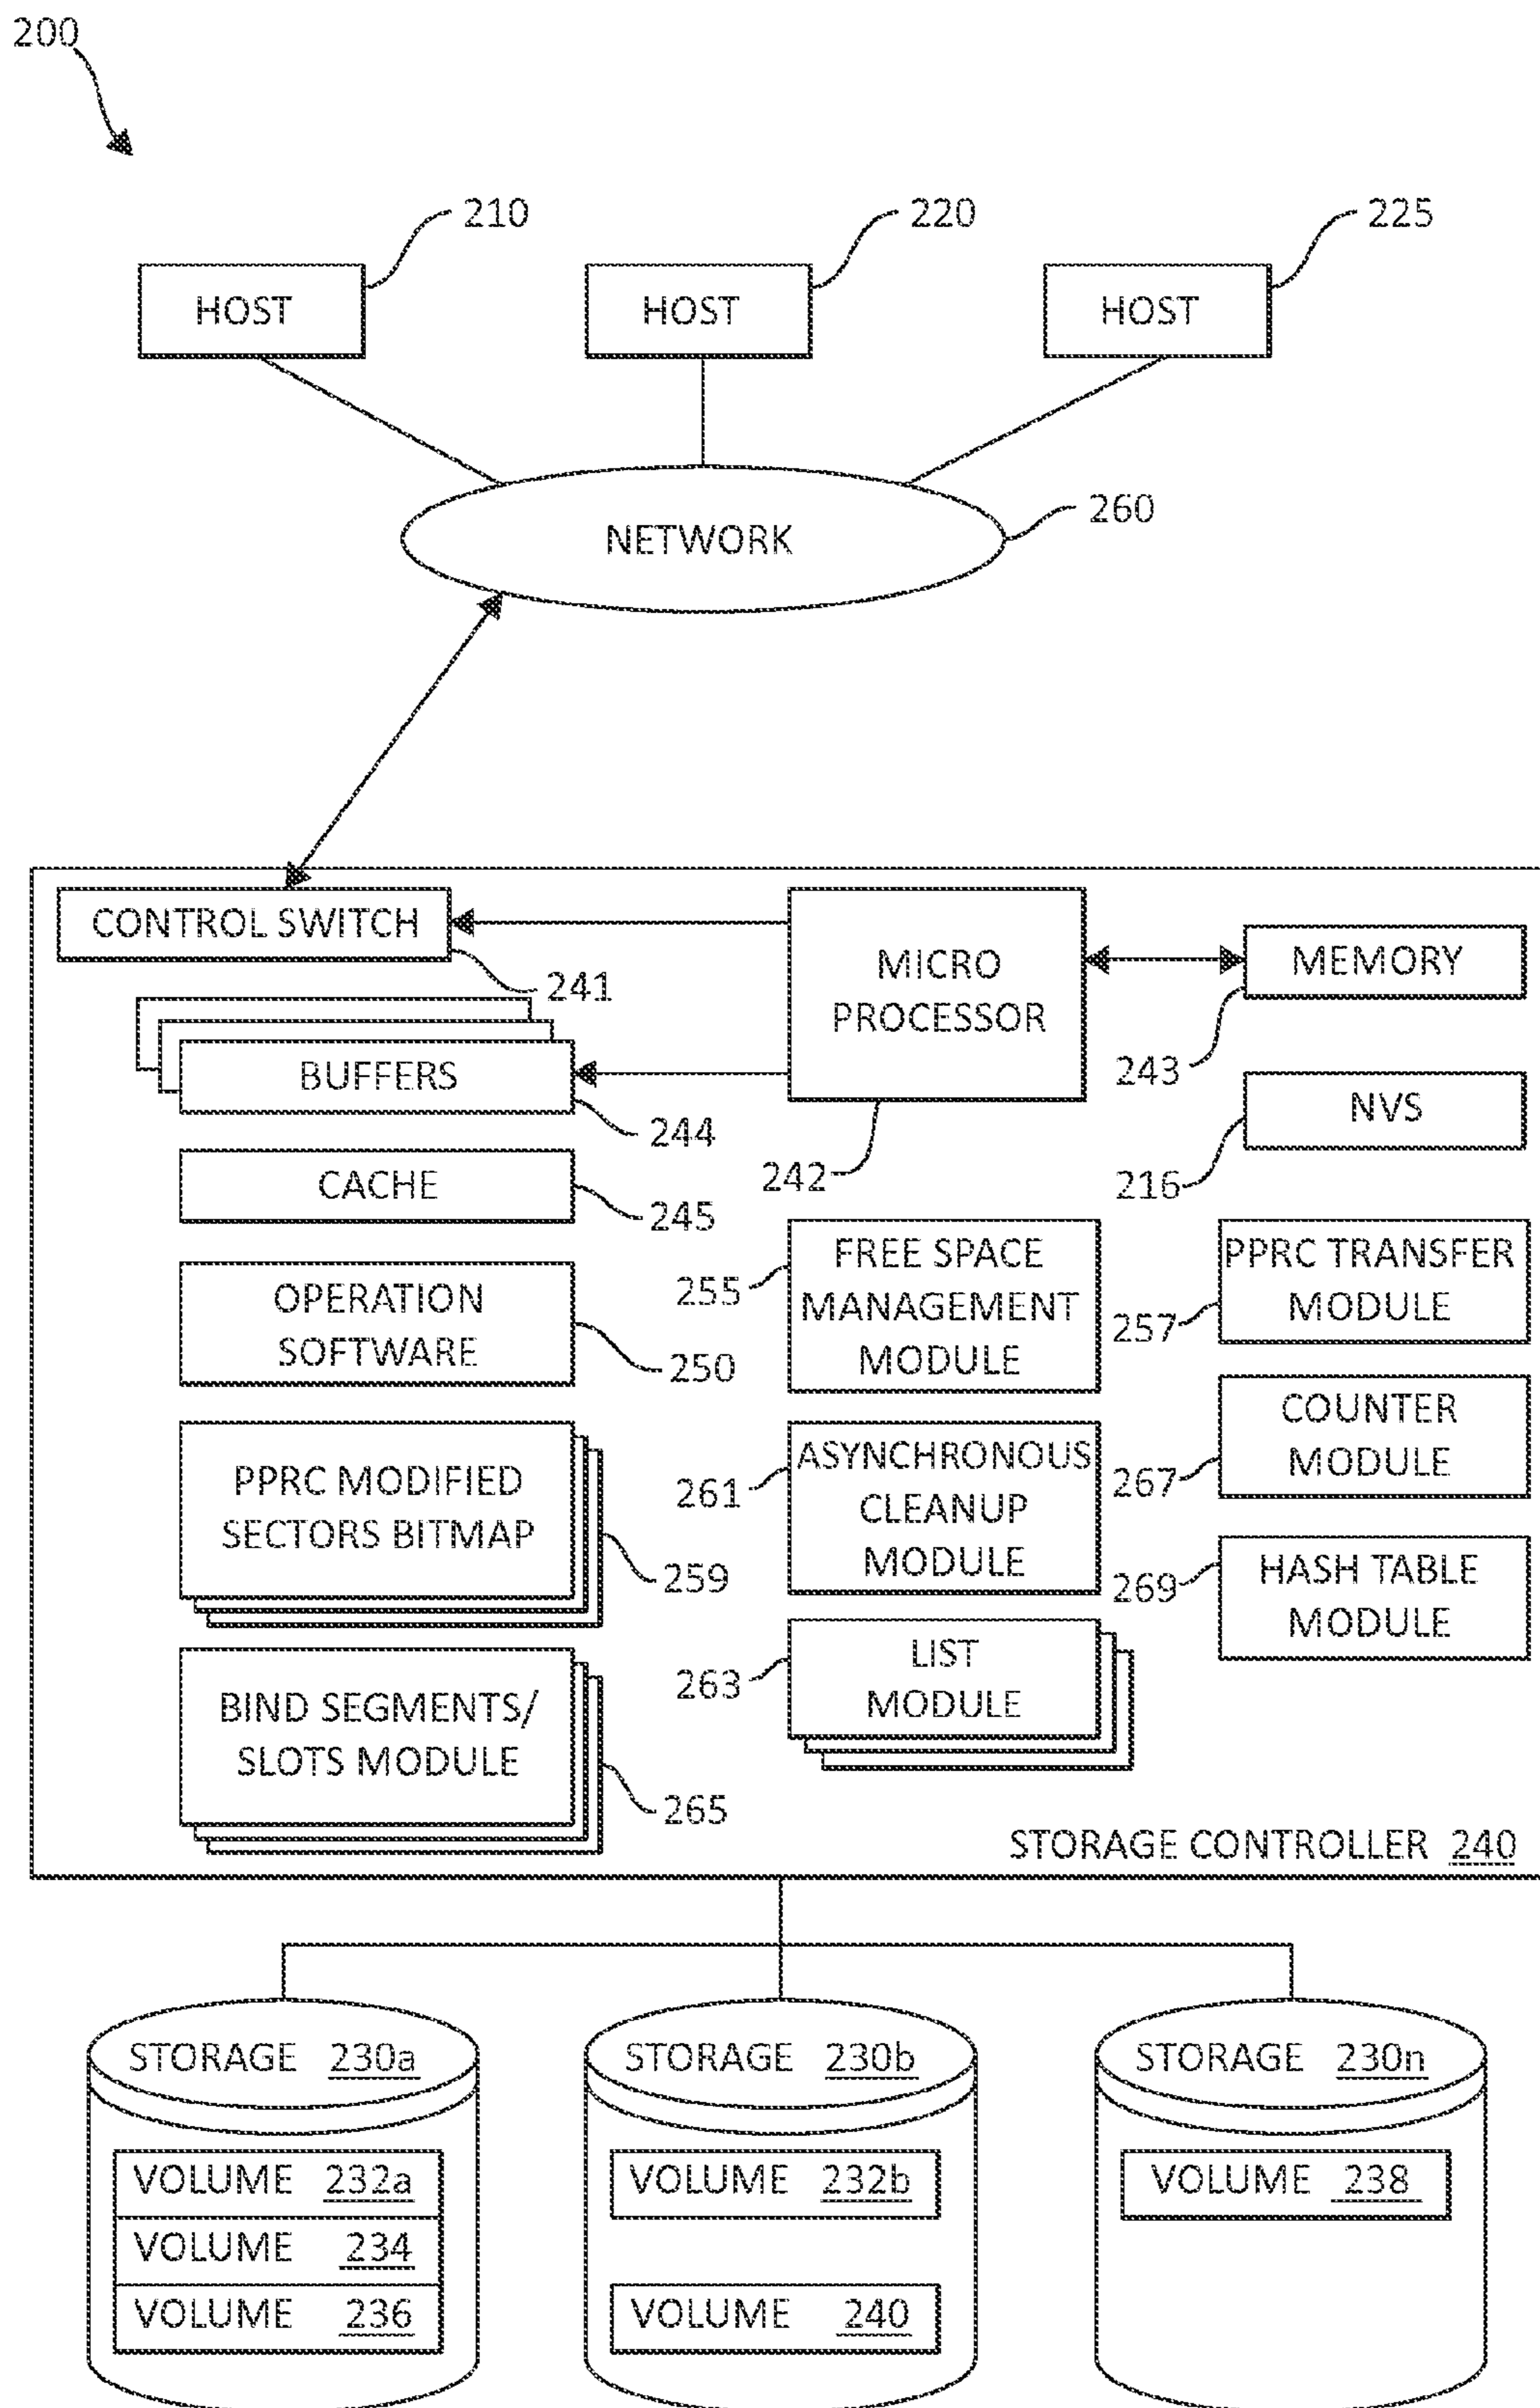 200
210
220
225
HOST
HOST
HOST
260
NETWORK
CONTROL SWITCH
241
MICRO
PROCESSOR
242
MEMORY
243
BUFFERS
244
NVS
216
CACHE
245
OPERATION
SOFTWARE
250
255
FREE SPACE
MANAGEMENT
MODULE
PPRC TRANSFER
MODULE
257
COUNTER
MODULE
267
PPRC MODIFIED
SECTORS BITMAP
259
261
ASYNCHRONOUS
CLEANUP
MODULE
269
HASH TABLE
MODULE
263
LIST
MODULE
BIND SEGMENTS/
SLOTS MODULE
265
STORAGE CONTROLLER 240
STORAGE 230a
VOLUME 232a
VOLUME 234
VOLUME 236
STORAGE 230b
VOLUME 232b
VOLUME 240
STORAGE 230n
VOLUME 238